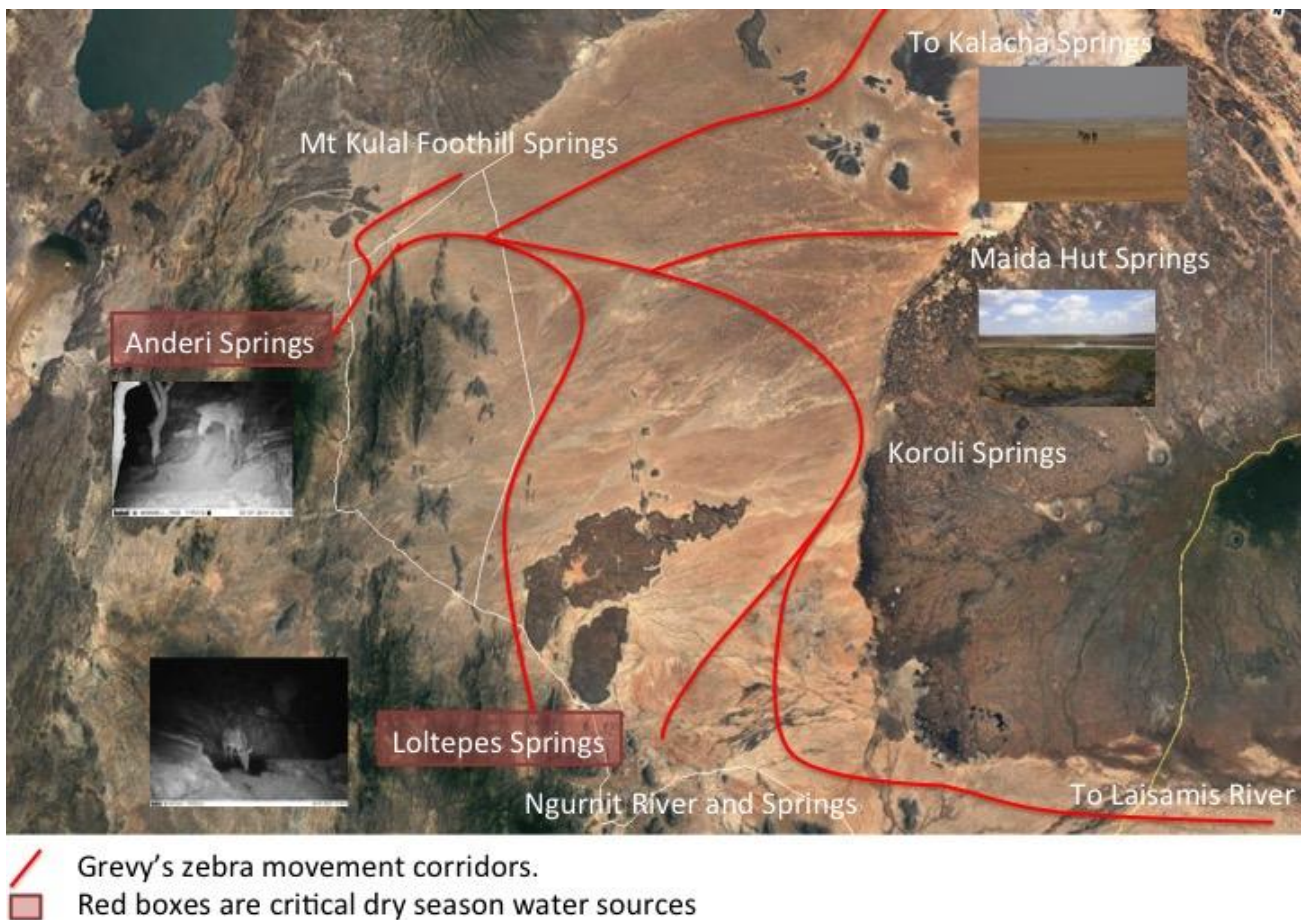 To Kalacha Springs
Mt Kulal Foothill Springs
Maida Hut Springs
Anderi Springs
Koroli Springs
Loltepes Springs
Ngurnit River and Springs
To Laisamis River
Grevy's zebra movement corridors.
Red boxes are critical dry season water sources